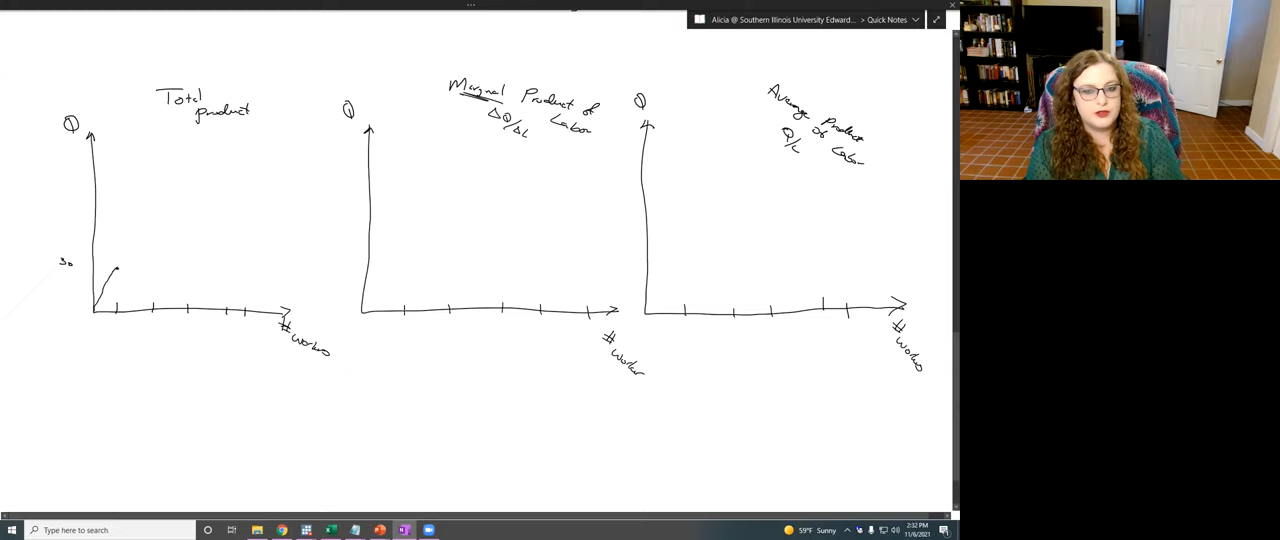 Alicia @ Southern Illinois University Edward... > Quick Notes
Total
product
Q
30
# workers
Marginal Product of
Labor
ΔQ/ΔL
Q
# worker
Average Product
of Labor
Q/L
Q
# workers
Type here to search
59°F Sunny
2:32 PM
11/6/2021